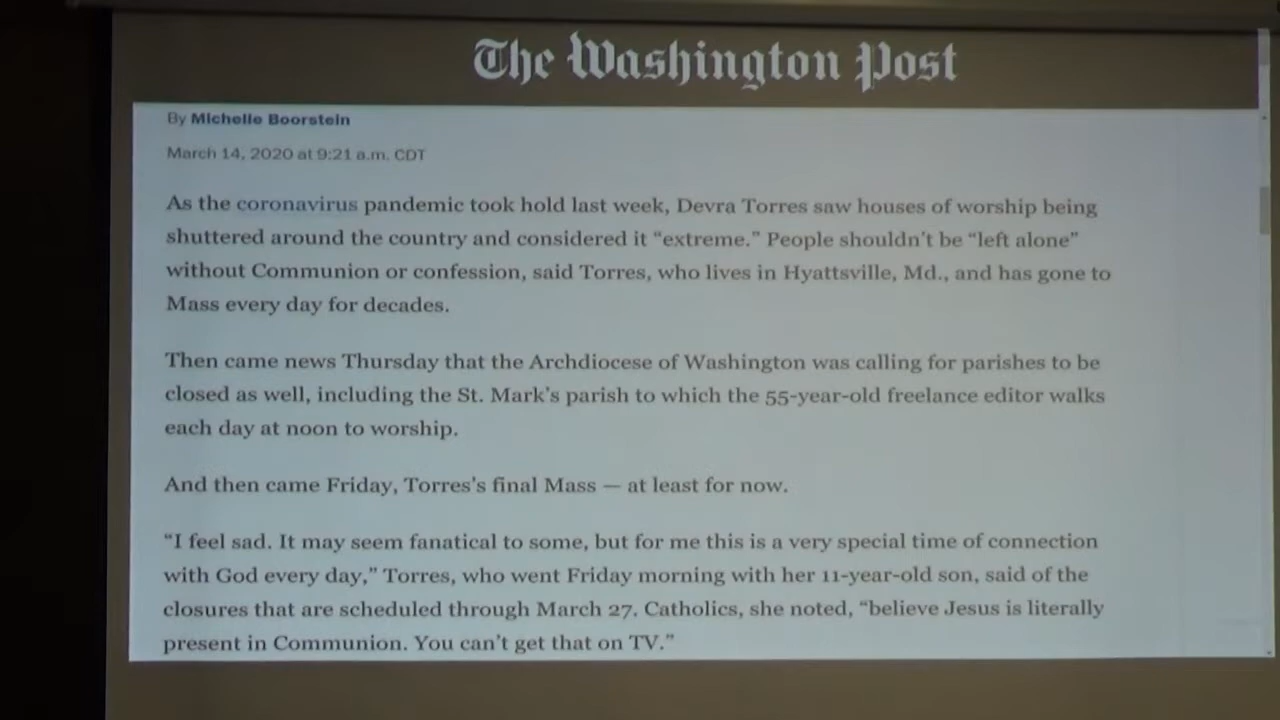 The Washington Post
By Michelle Boorstein
March 14, 2020 at 9:21 a.m. CDT
As the coronavirus pandemic took hold last week, Devra Torres saw houses of worship being
shuttered around the country and considered it “extreme.” People shouldn’t be “left alone”
without Communion or confession, said Torres, who lives in Hyattsville, Md., and has gone to
Mass every day for decades.
Then came news Thursday that the Archdiocese of Washington was calling for parishes to be
closed as well, including the St. Mark’s parish to which the 55-year-old freelance editor walks
each day at noon to worship.
And then came Friday, Torres’s final Mass — at least for now.
“I feel sad. It may seem fanatical to some, but for me this is a very special time of connection
with God every day,” Torres, who went Friday morning with her 11-year-old son, said of the
closures that are scheduled through March 27. Catholics, she noted, “believe Jesus is literally
present in Communion. You can’t get that on TV.”